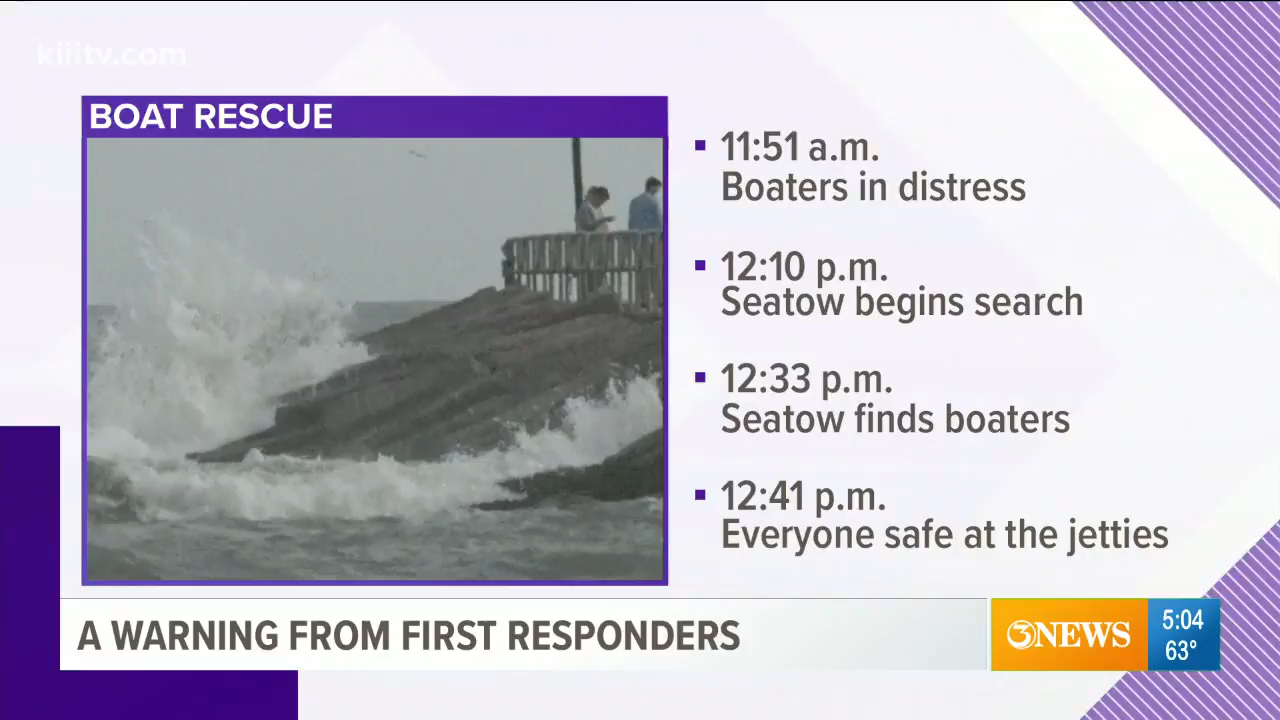 kiiitv.com
BOAT RESCUE
11:51 a.m.
Boaters in distress
12:10 p.m.
Seatow begins search
12:33 p.m.
Seatow finds boaters
12:41 p.m.
Everyone safe at the jetties
A WARNING FROM FIRST RESPONDERS
3NEWS
5:04
63°